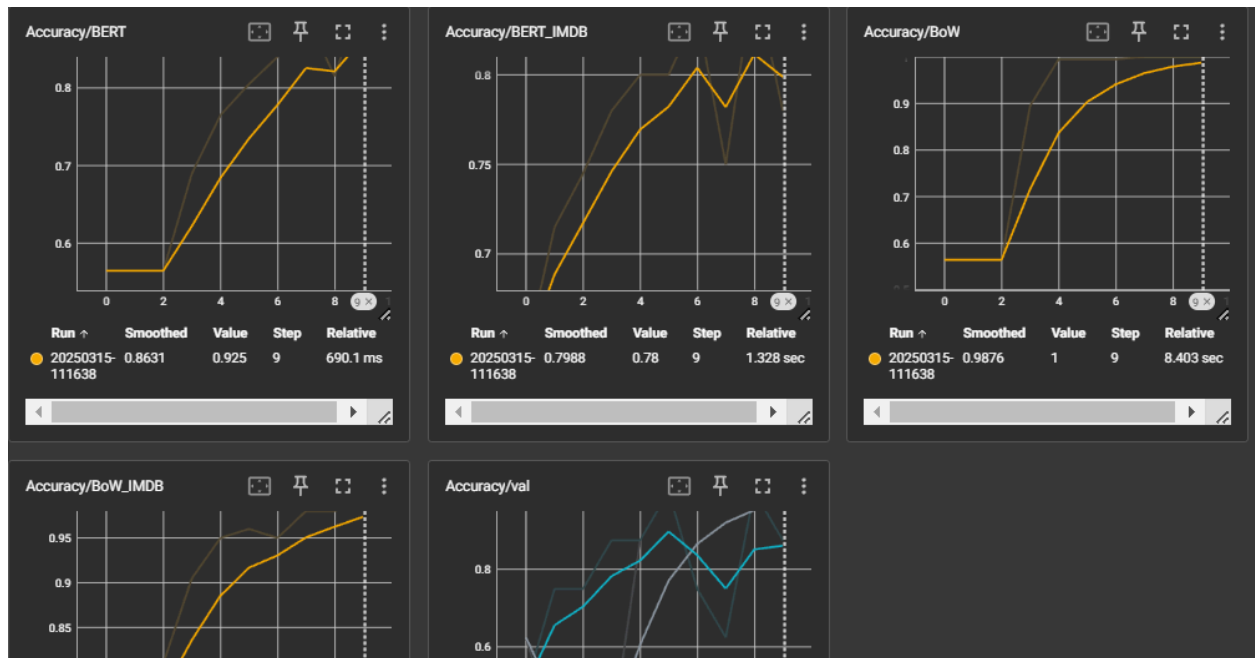 Accuracy/BERT
0.8
0.7
0.6
0 2 4 6 8 9 ×
Run ↑ Smoothed Value Step Relative
20250315-111638 0.8631 0.925 9 690.1 ms
Accuracy/BERT_IMDB
0.8
0.75
0.7
0 2 4 6 8 9 ×
Run ↑ Smoothed Value Step Relative
20250315-111638 0.7988 0.78 9 1.328 sec
Accuracy/BoW
0.9
0.8
0.7
0.6
0 2 4 6 8 9 ×
Run ↑ Smoothed Value Step Relative
20250315-111638 0.9876 1 9 8.403 sec
Accuracy/BoW_IMDB
0.95
0.9
0.85
Accuracy/val
0.8
0.6